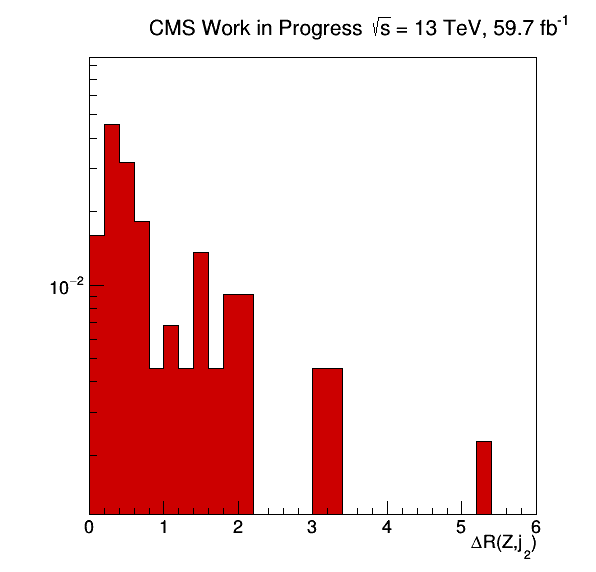 CMS Work in Progress √s = 13 TeV, 59.7 fb⁻¹
10⁻²
0 1 2 3 4 5 6
ΔR(Z,j₂)